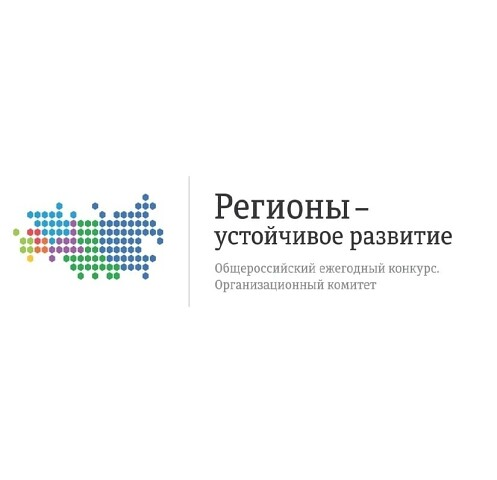 Регионы –
устойчивое развитие
Общероссийский ежегодный конкурс.
Организационный комитет